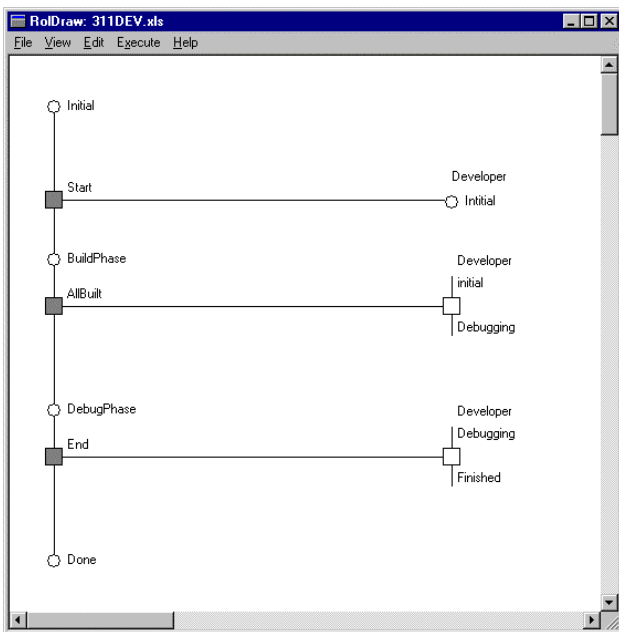 RolDraw: 311DEV.xls
File View Edit Execute Help
Initial
Developer
Start
Intitial
BuildPhase
Developer
initial
AllBuilt
Debugging
DebugPhase
Developer
Debugging
End
Finished
Done